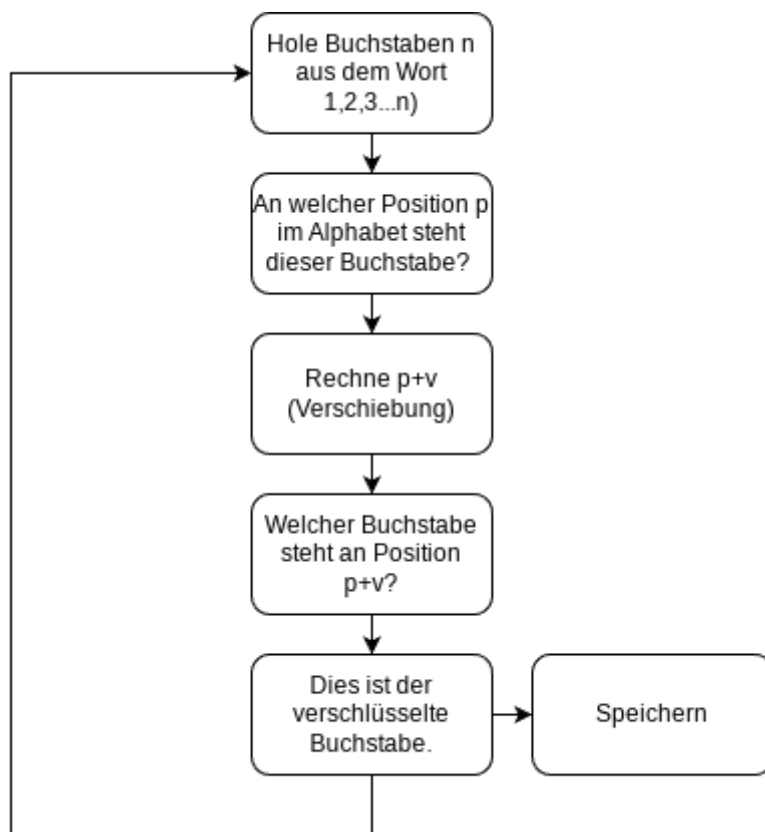 Hole Buchstaben n
aus dem Wort
1,2,3...n)
An welcher Position p
im Alphabet steht
dieser Buchstabe?
Rechne p+v
(Verschiebung)
Welcher Buchstabe
steht an Position
p+v?
Dies ist der
verschlüsselte
Buchstabe.
Speichern